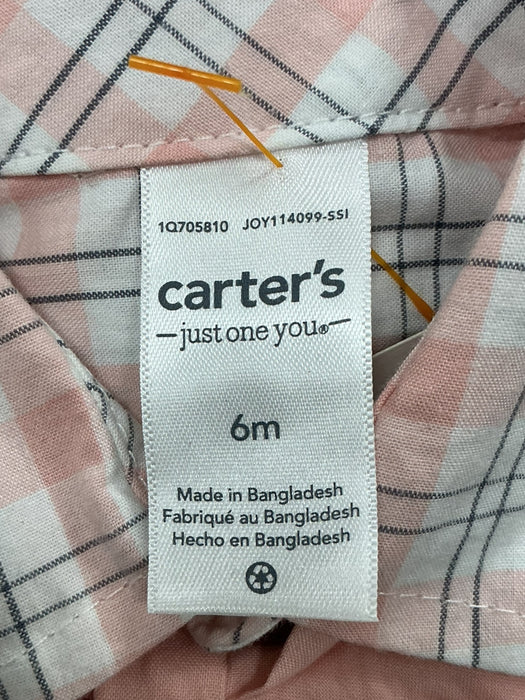 1Q705810 JOY114099-SSI
carter's
just one you®
6m
Made in Bangladesh
Fabriqué au Bangladesh
Hecho en Bangladesh